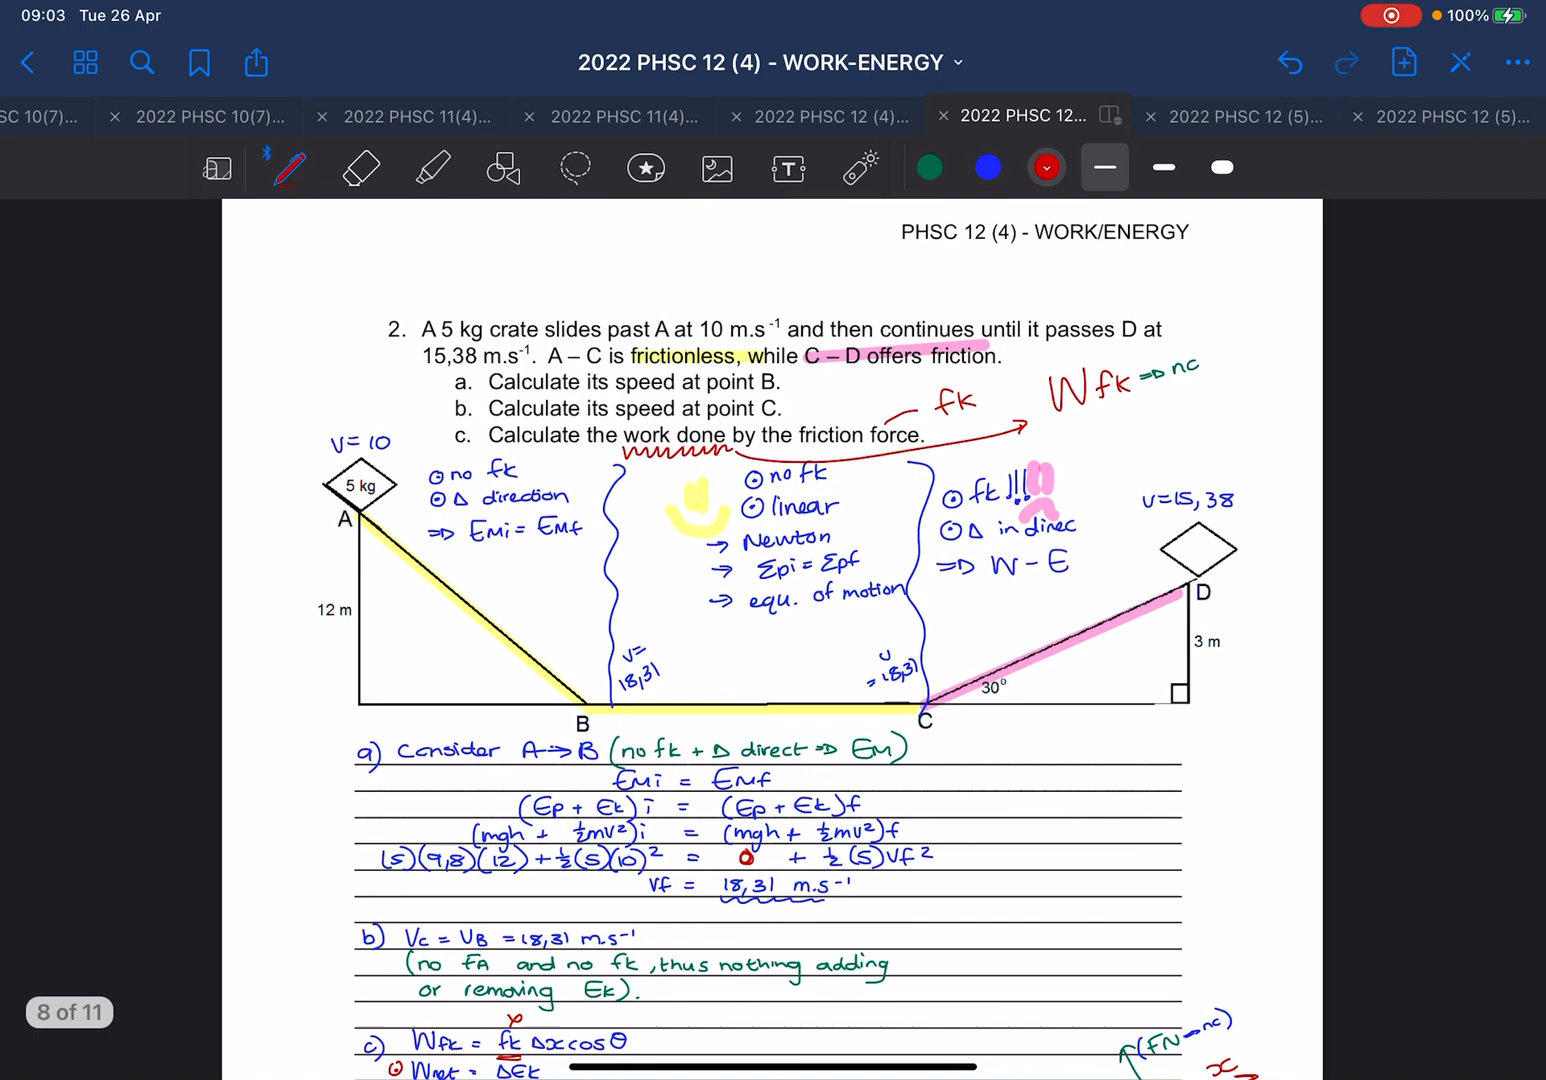 09:03 Tue 26 Apr
100%
2022 PHSC 12 (4) - WORK-ENERGY
SC 10(7)...
2022 PHSC 10(7)...
2022 PHSC 11(4)...
2022 PHSC 11(4)...
2022 PHSC 12 (4)...
2022 PHSC 12...
2022 PHSC 12 (5)...
2022 PHSC 12 (5)...
PHSC 12 (4) - WORK/ENERGY
2. A 5 kg crate slides past A at 10 m.s⁻¹ and then continues until it passes D at
15,38 m.s⁻¹. A – C is frictionless, while C – D offers friction.
a. Calculate its speed at point B.
b. Calculate its speed at point C.
c. Calculate the work done by the friction force.
fk
Wfk ⇒ nc
V = 10
5 kg
A
12 m
⊙ no fk
⊙ Δ direction
⇒ EMi = EMf
⊙ no fk
⊙ linear
→ Newton
→ Σpi = Σpf
→ equ. of motion
⊙ fk !!!
⊙ Δ in direc
⇒ W - E
v=15,38
D
3 m
30°
v=
18,31
v
=18,31
B
C
a) Consider A→B (no fk + Δ direct ⇒ EM)
EMi = EMf
(Ep + Ek)i = (Ep + Ek)f
(mgh + ½mv²)i = (mgh + ½mv²)f
(5)(9,8)(12) + ½(5)(10)² = 0 + ½(5)vf²
vf = 18,31 m.s⁻¹
b) Vc = VB = 18,31 m.s⁻¹
(no FA and no fk, thus nothing adding
or removing Ek).
c) Wfk = fk Δx cos θ
Wnet = ΔEk
(FN → nc)
x
8 of 11